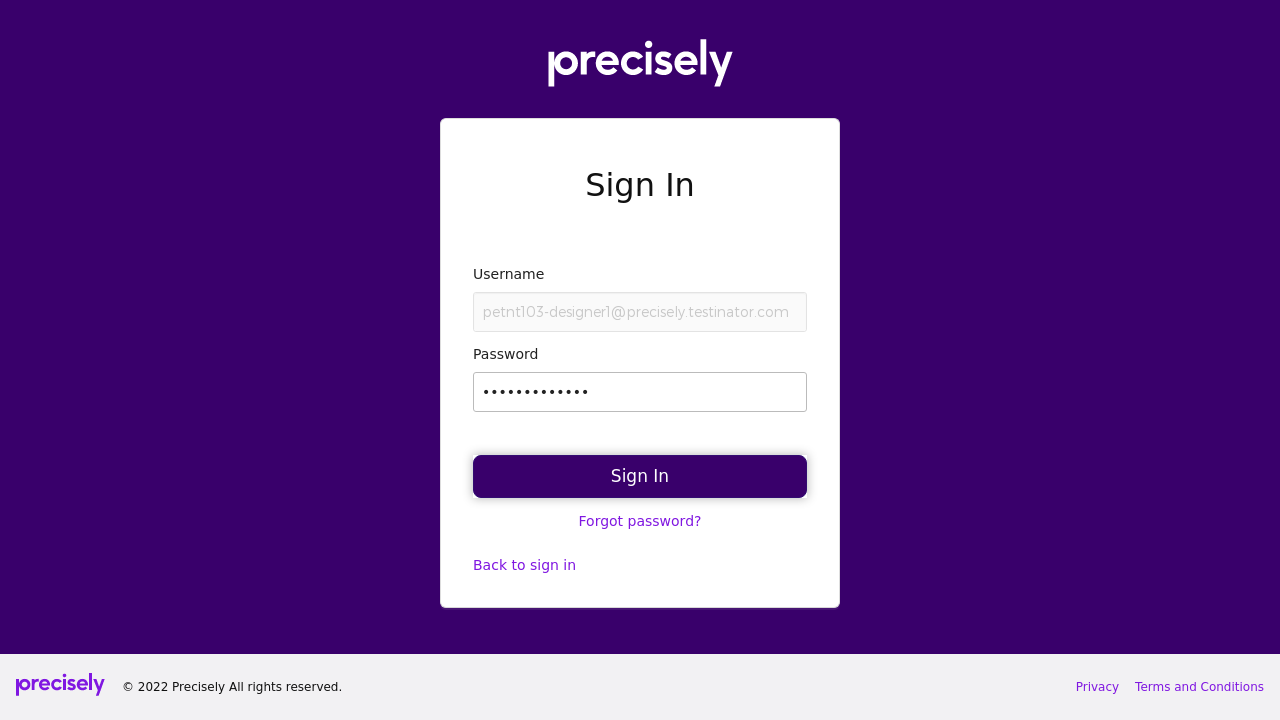 precisely
Sign In
Username
petnt103-designer1@precisely.testinator.com
Password
•••••••••••••
Sign In
Forgot password?
Back to sign in
precisely © 2022 Precisely All rights reserved. Privacy Terms and Conditions